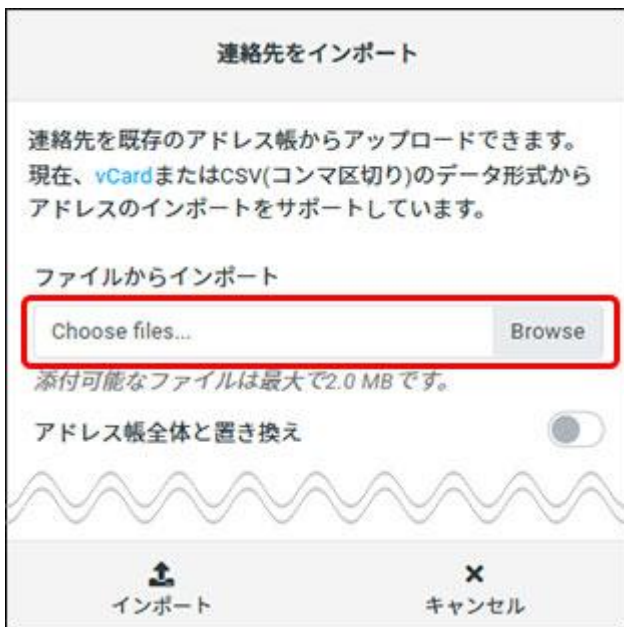 連絡先をインポート
連絡先を既存のアドレス帳からアップロードできます。
現在、vCardまたはCSV(コンマ区切り)のデータ形式から
アドレスのインポートをサポートしています。
ファイルからインポート
Choose files... Browse
添付可能なファイルは最大で2.0 MBです。
アドレス帳全体と置き換え
インポート キャンセル